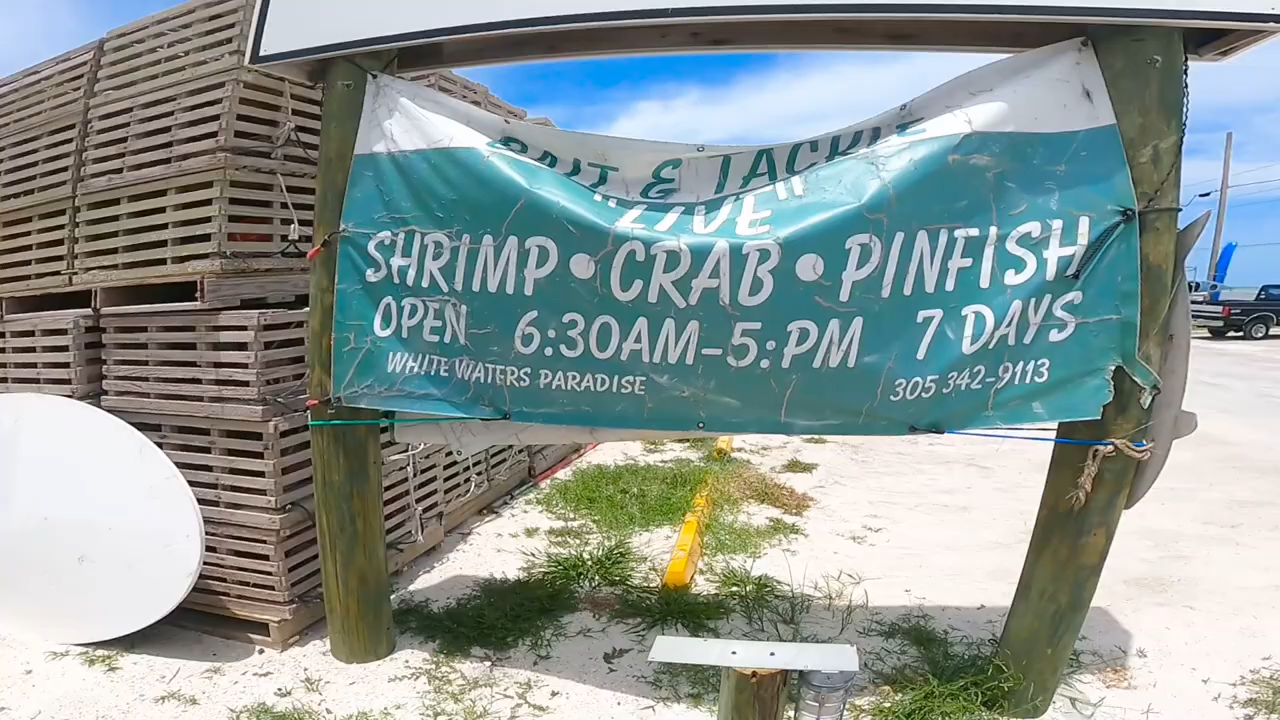 BAIT & TACKLE
"LIVE"
SHRIMP • CRAB • PINFISH
OPEN 6:30AM-5:PM 7 DAYS
WHITE WATERS PARADISE 305 342-9113